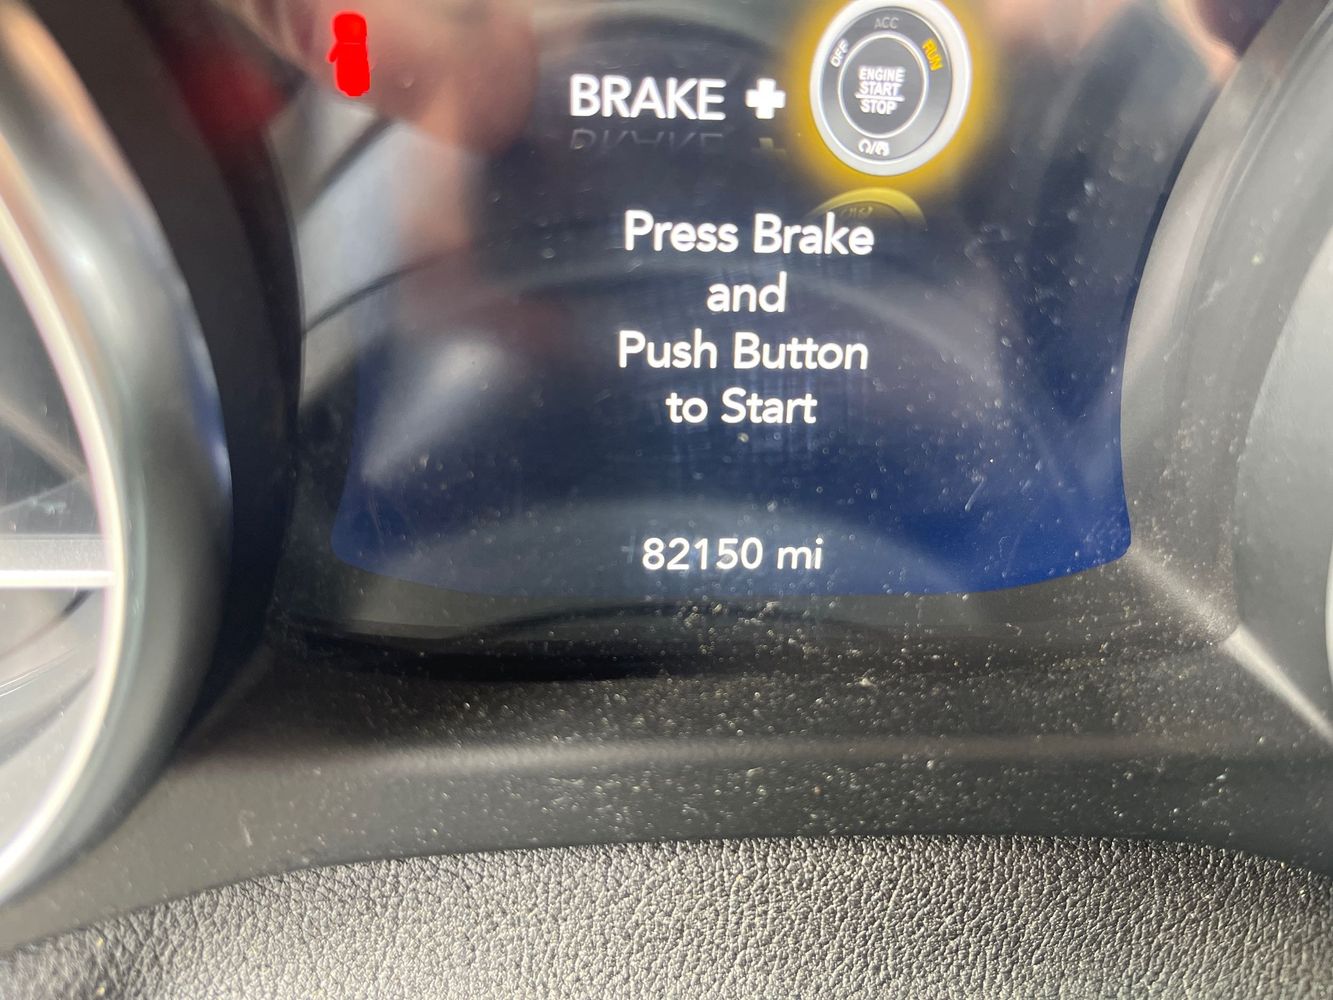 ACC
OFF
RUN
BRAKE +
ENGINE
START
STOP
Press Brake
and
Push Button
to Start
82150 mi